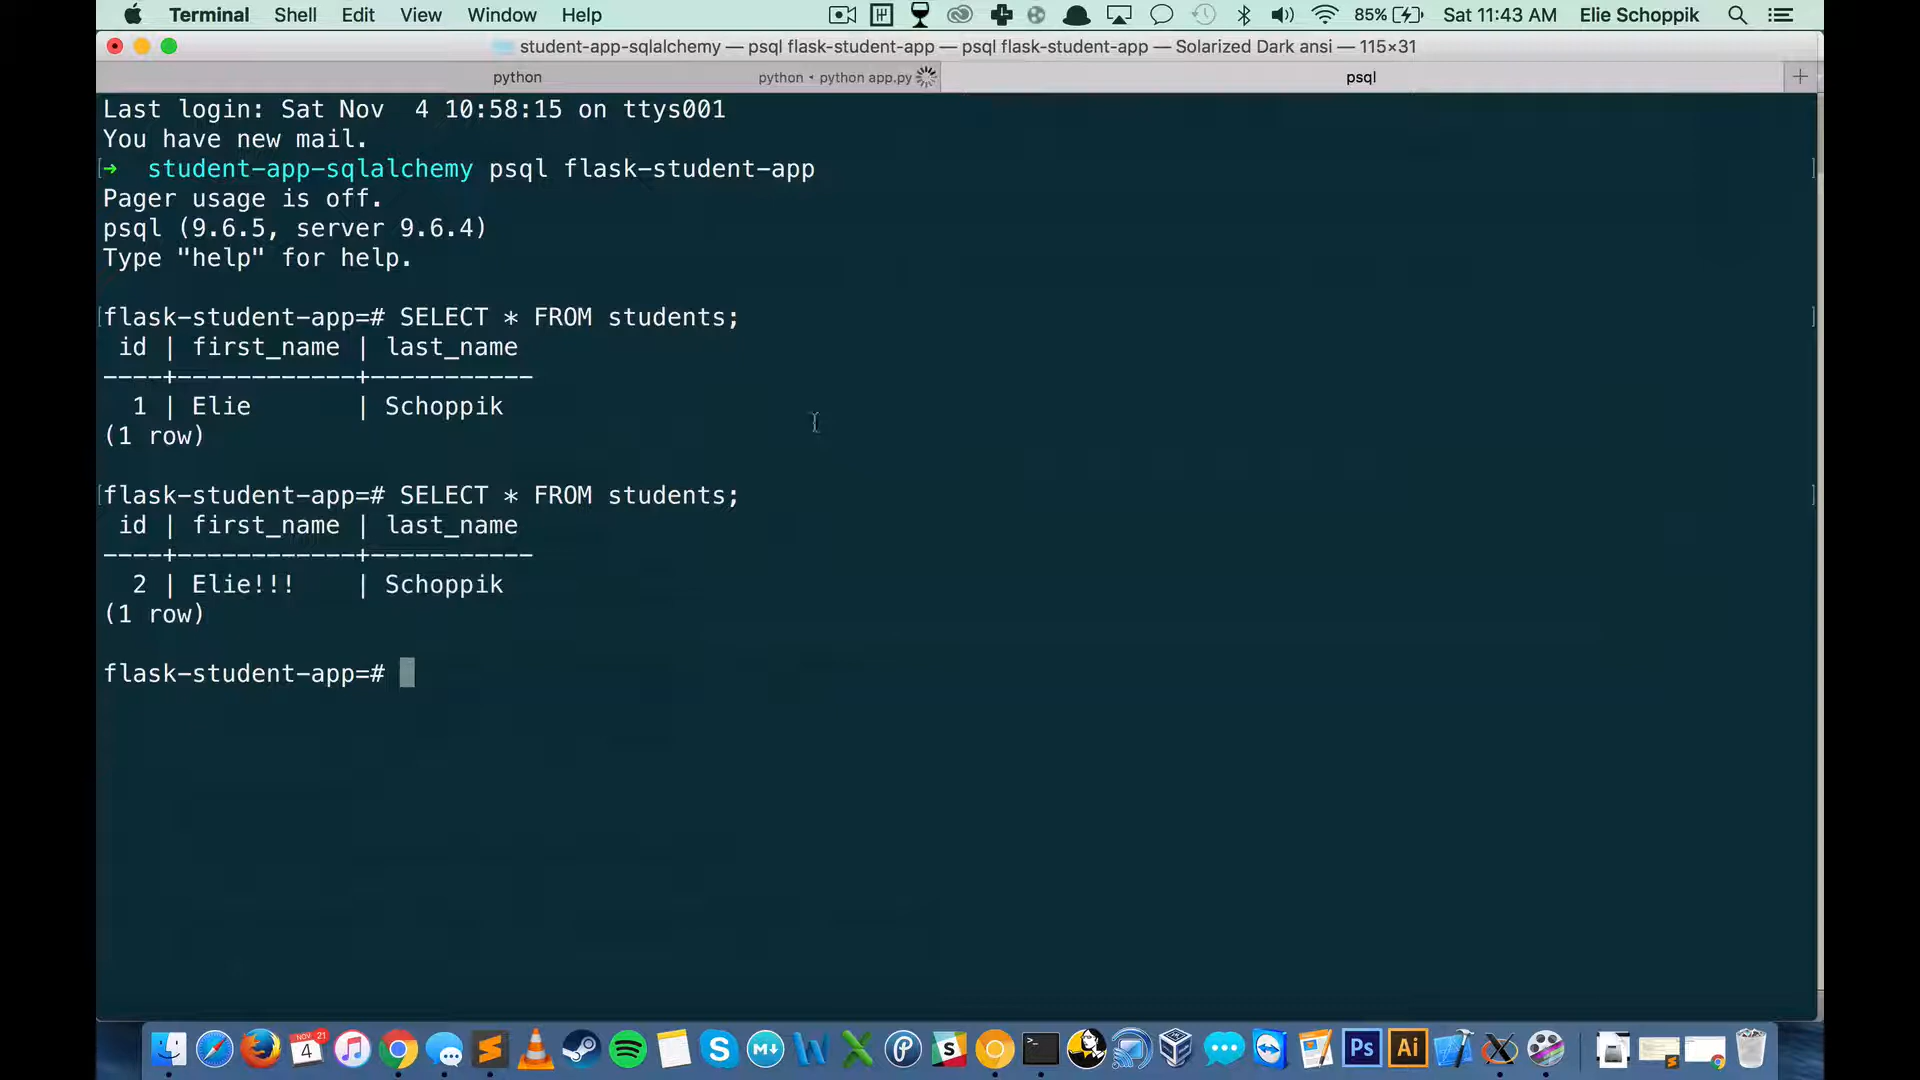 Terminal Shell Edit View Window Help 85% Sat 11:43 AM Elie Schoppik
student-app-sqlalchemy — psql flask-student-app — psql flask-student-app — Solarized Dark ansi — 115×31
python python • python app.py psql +
Last login: Sat Nov  4 10:58:15 on ttys001
You have new mail.
[➜  student-app-sqlalchemy psql flask-student-app ]
Pager usage is off.
psql (9.6.5, server 9.6.4)
Type "help" for help.
[flask-student-app=# SELECT * FROM students; ]
 id | first_name | last_name
----+------------+-----------
  1 | Elie       | Schoppik
(1 row)
[flask-student-app=# SELECT * FROM students; ]
 id | first_name | last_name
----+------------+-----------
  2 | Elie!!!    | Schoppik
(1 row)
flask-student-app=#
NOV 21
4
M↓
W
X
P
S
>_
Ps
Ai